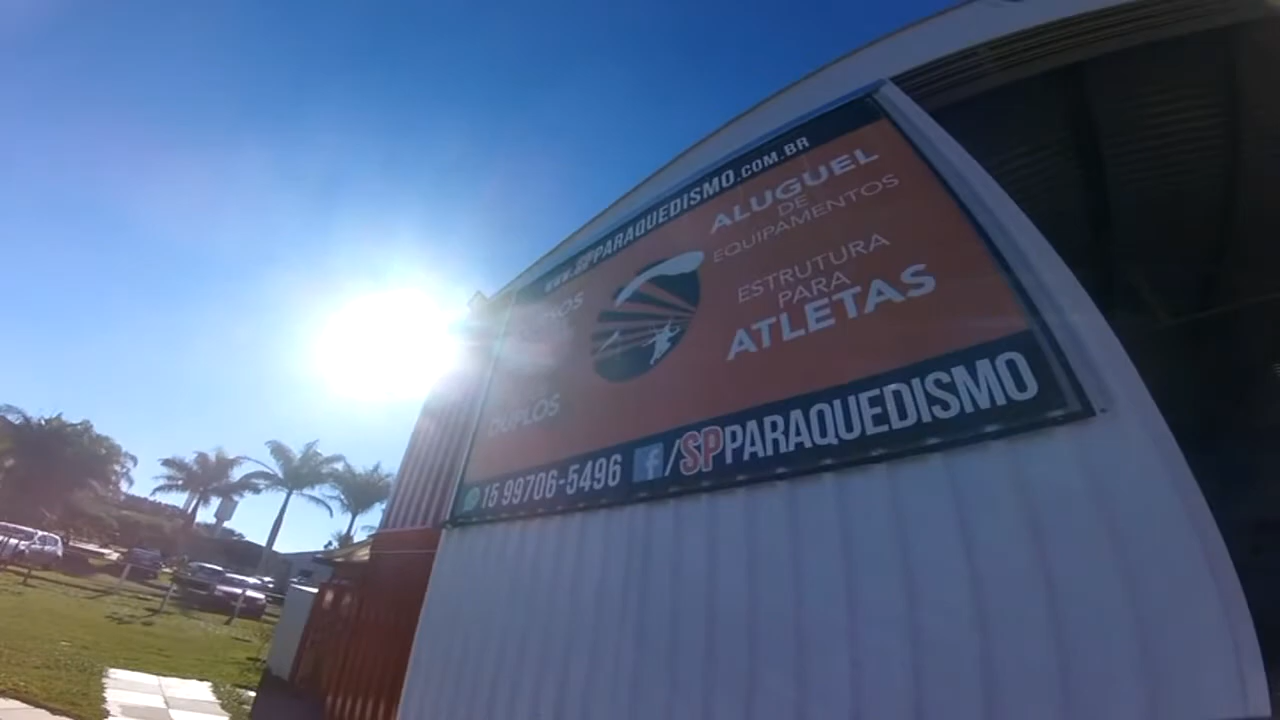 www.SPPARAQUEDISMO.COM.BR
ALUGUEL
DE
EQUIPAMENTOS
ESTRUTURA
PARA
ATLETAS
DUPLOS
15 99706-5496 f/SPPARAQUEDISMO